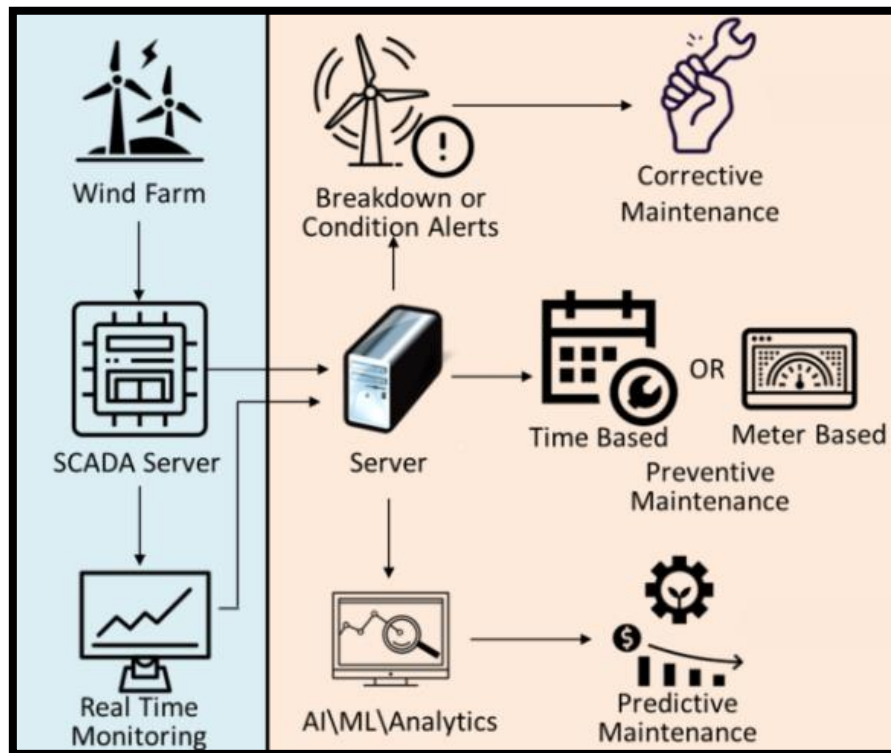 Wind Farm
Breakdown or
Condition Alerts
Corrective
Maintenance
SCADA Server
Server
Time Based
OR
Meter Based
Preventive
Maintenance
Real Time
Monitoring
AI\ML\Analytics
$
Predictive
Maintenance